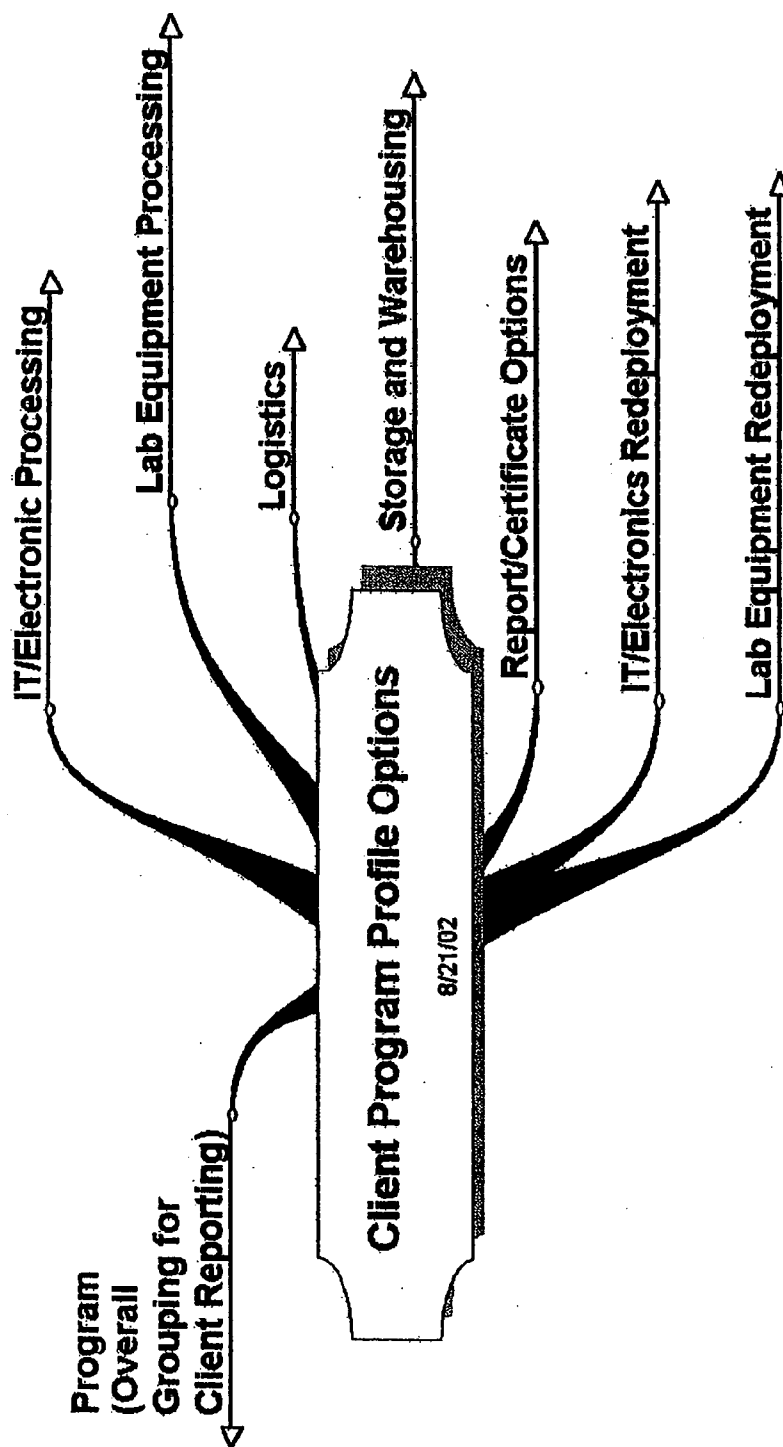 Program
(Overall
Grouping for
Client Reporting)
Client Program Profile Options
8/21/02
IT/Electronic Processing
Lab Equipment Processing
Logistics
Storage and Warehousing
Report/Certificate Options
IT/Electronics Redeployment
Lab Equipment Redeployment